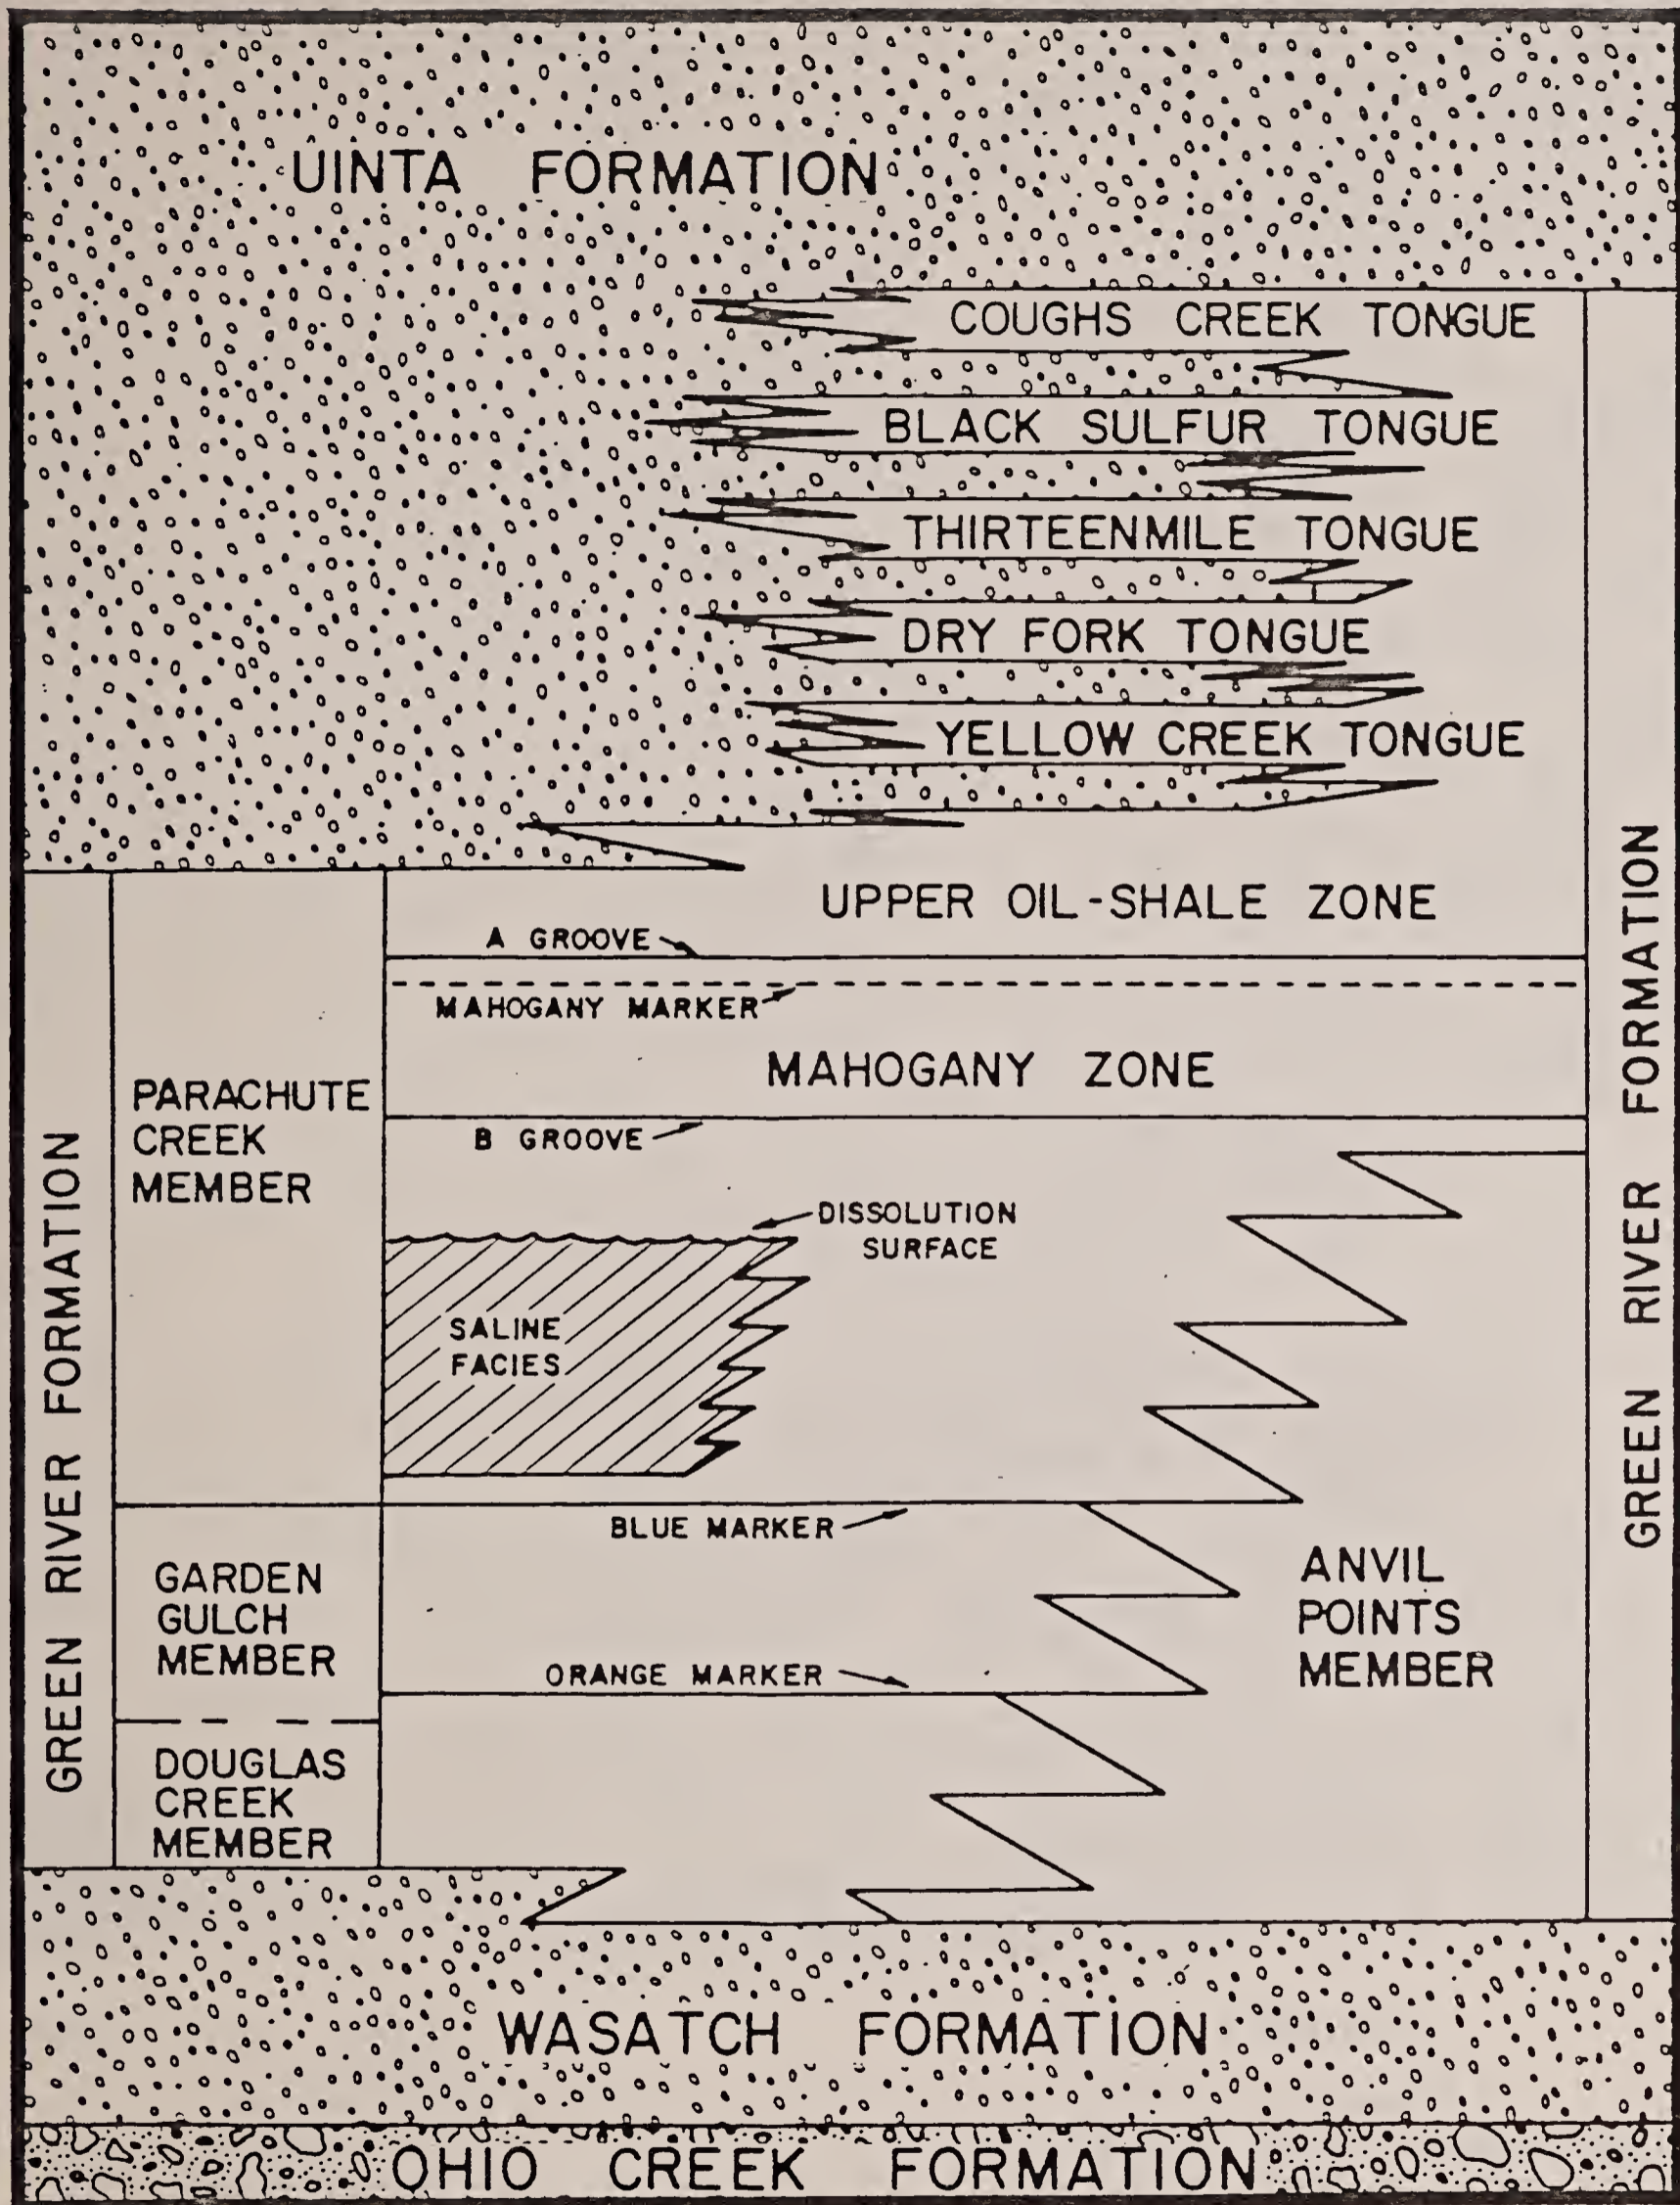 UINTA FORMATION
COUGHS CREEK TONGUE
BLACK SULFUR TONGUE
THIRTEENMILE TONGUE
DRY FORK TONGUE
YELLOW CREEK TONGUE
UPPER OIL-SHALE ZONE
A GROOVE
MAHOGANY MARKER
MAHOGANY ZONE
B GROOVE
PARACHUTE
CREEK
MEMBER
DISSOLUTION
SURFACE
SALINE
FACIES
BLUE MARKER
GARDEN
GULCH
MEMBER
ORANGE MARKER
ANVIL
POINTS
MEMBER
DOUGLAS
CREEK
MEMBER
GREEN RIVER FORMATION
GREEN RIVER FORMATION
WASATCH FORMATION
OHIO CREEK FORMATION